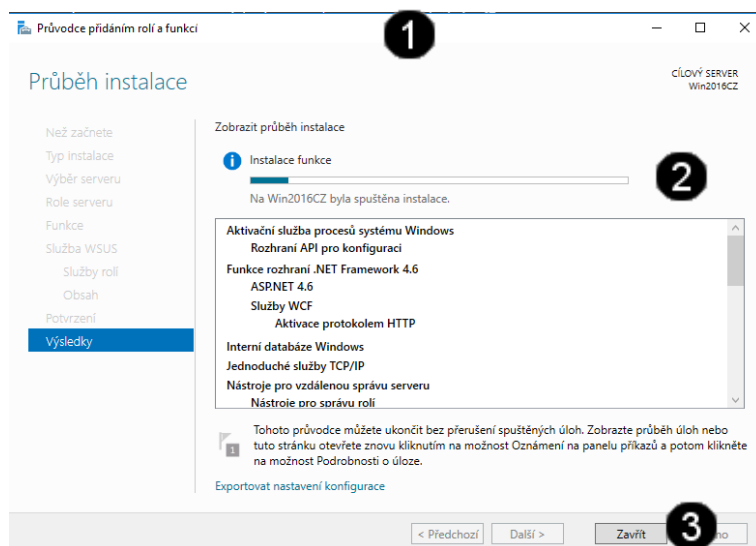 Průvodce přidáním rolí a funkcí
1
Průběh instalace
CÍLOVÝ SERVER
Win2016CZ
Než začnete
Typ instalace
Výběr serveru
Role serveru
Funkce
Služba WSUS
Služby rolí
Obsah
Potvrzení
Výsledky
Zobrazit průběh instalace
Instalace funkce
2
Na Win2016CZ byla spuštěna instalace.
Aktivační služba procesů systému Windows
Rozhraní API pro konfiguraci
Funkce rozhraní .NET Framework 4.6
ASP.NET 4.6
Služby WCF
Aktivace protokolem HTTP
Interní databáze Windows
Jednoduché služby TCP/IP
Nástroje pro vzdálenou správu serveru
Nástroje pro správu rolí
1
Tohoto průvodce můžete ukončit bez přerušení spuštěných úloh. Zobrazte průběh úloh nebo
tuto stránku otevřete znovu kliknutím na možnost Oznámení na panelu příkazů a potom klikněte
na možnost Podrobnosti o úloze.
Exportovat nastavení konfigurace
< Předchozí
Další >
Zavřít
3